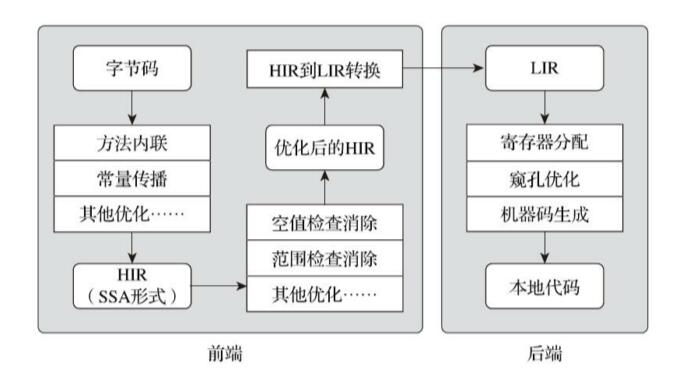 字节码
方法内联
常量传播
其他优化……
HIR
（SSA形式）
HIR到LIR转换
优化后的HIR
空值检查消除
范围检查消除
其他优化……
前端
LIR
寄存器分配
窥孔优化
机器码生成
本地代码
后端